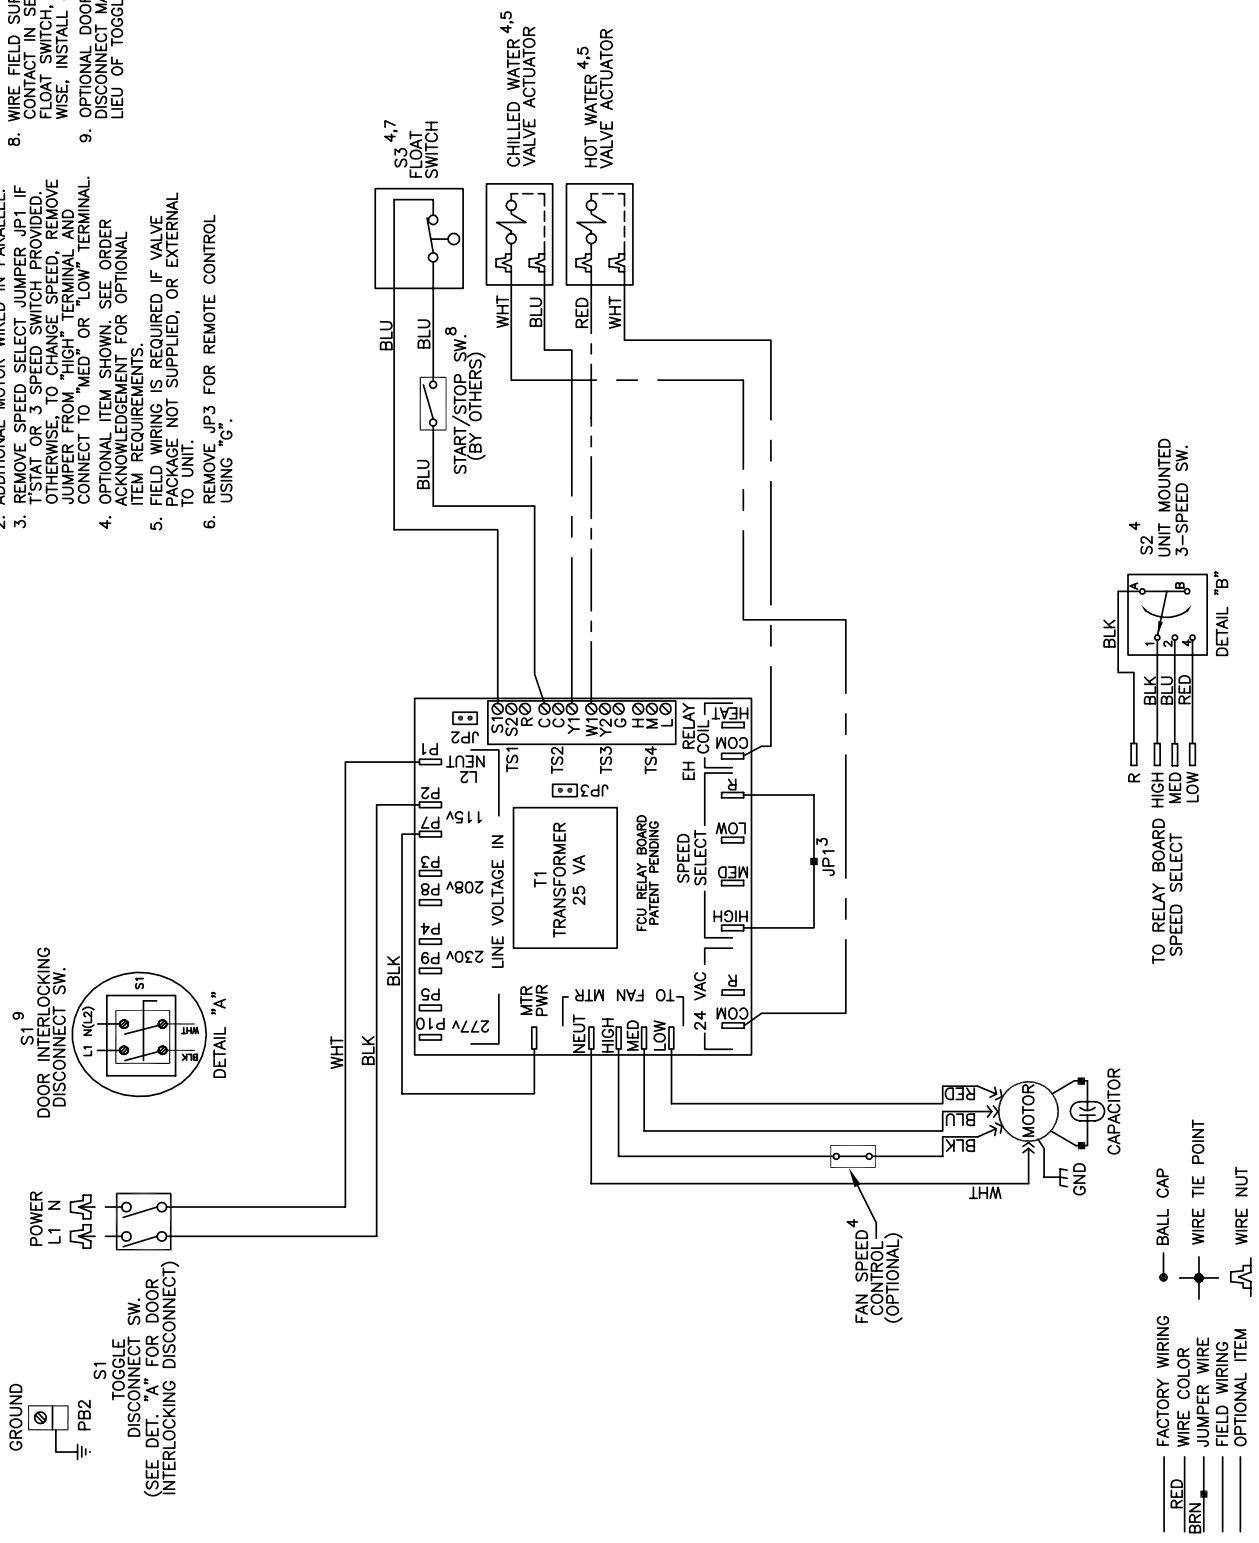 2. ADDITIONAL MOTOR WIRED IN PARALLEL.
3. REMOVE SPEED SELECT JUMPER JP1 IF
T'STAT OR 3 SPEED SWITCH PROVIDED.
OTHERWISE, TO CHANGE SPEED, REMOVE
JUMPER FROM "HIGH" TERMINAL AND
CONNECT TO "MED" OR "LOW" TERMINAL.
4. OPTIONAL ITEM SHOWN. SEE ORDER
ACKNOWLEDGEMENT FOR OPTIONAL
ITEM REQUIREMENTS.
5. FIELD WIRING IS REQUIRED IF VALVE
PACKAGE NOT SUPPLIED, OR EXTERNAL
TO UNIT.
6. REMOVE JP3 FOR REMOTE CONTROL
USING "G".
8. WIRE FIELD SUP
CONTACT IN SE
FLOAT SWITCH,
WISE, INSTALL
9. OPTIONAL DOOR
DISCONNECT MA
LIEU OF TOGGL
GROUND
PB2
POWER
L1 N
S1
TOGGLE
DISCONNECT SW.
(SEE DET. "A" FOR DOOR
INTERLOCKING DISCONNECT)
S1 9
DOOR INTERLOCKING
DISCONNECT SW.
L1 N(L2)
S1
BLK WHT
DETAIL "A"
WHT
BLK
BLK
P10 277v P5
P9 230v P4
P8 208v P3
P7 115v P2
P1
NEUT
L2
JP2
LINE VOLTAGE IN
MTR
PWR
T1
TRANSFORMER
25 VA
JP3
FCU RELAY BOARD
PATENT PENDING
TS1
TS2
TS3
TS4
S1
S2
R
C
C
Y1
W1
Y2
G
H
M
L
TO FAN MTR
NEUT
HIGH
MED
LOW
24 VAC
COM
R
SPEED
SELECT
HIGH
MED
LOW
R
EH RELAY
COIL
COM
HEAT
JP1 3
S3 4,7
FLOAT
SWITCH
BLU
BLU
BLU
START/STOP SW. 8
(BY OTHERS)
CHILLED WATER 4,5
VALVE ACTUATOR
WHT
BLU
HOT WATER 4,5
VALVE ACTUATOR
RED
WHT
FAN SPEED 4
CONTROL
(OPTIONAL)
WHT
BLK
BLU
RED
MOTOR
GND
CAPACITOR
S2 4
UNIT MOUNTED
3-SPEED SW.
BLK
A
B
1
2
4
BLK
BLU
RED
R
HIGH
MED
LOW
TO RELAY BOARD
SPEED SELECT
DETAIL "B"
FACTORY WIRING
RED WIRE COLOR
BRN JUMPER WIRE
FIELD WIRING
OPTIONAL ITEM
BALL CAP
WIRE TIE POINT
WIRE NUT